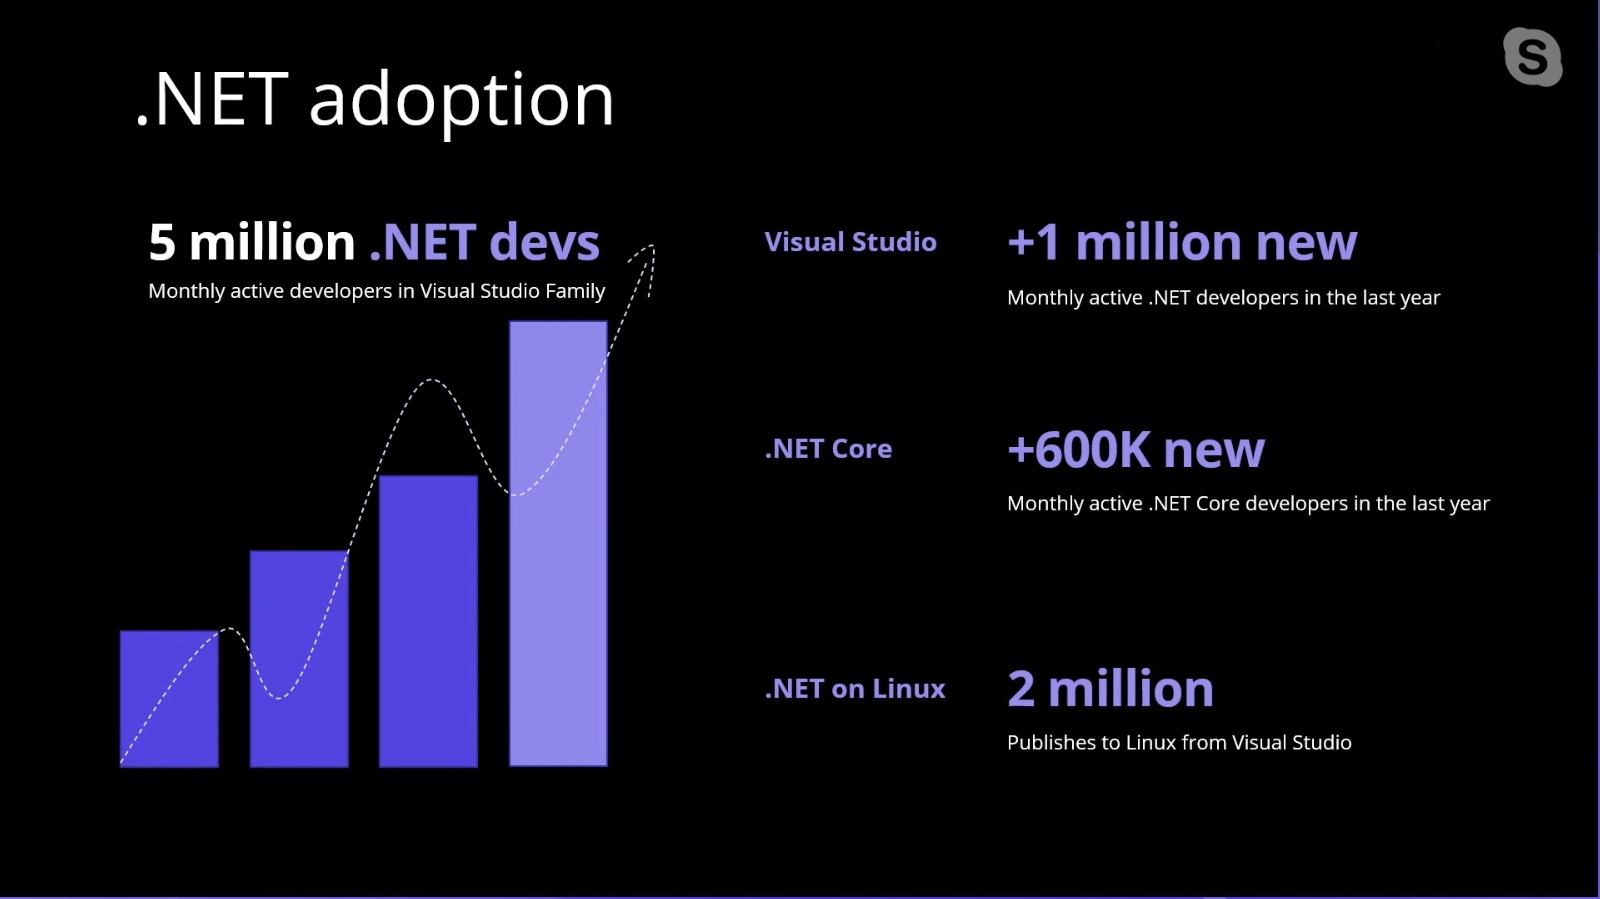 .NET adoption
S
5 million .NET devs
Monthly active developers in Visual Studio Family
Visual Studio
+1 million new
Monthly active .NET developers in the last year
.NET Core
+600K new
Monthly active .NET Core developers in the last year
.NET on Linux
2 million
Publishes to Linux from Visual Studio